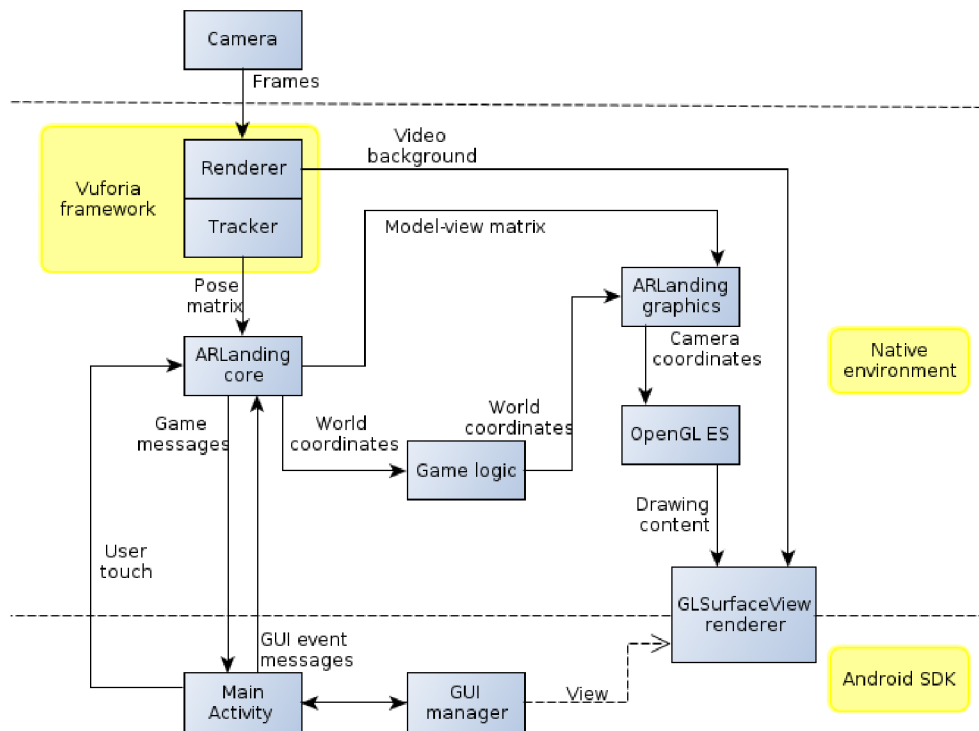 Camera
Frames
Video
background
Renderer
Vuforia
framework
Tracker
Model-view matrix
Pose
matrix
ARLanding
graphics
ARLanding
core
Camera
coordinates
Native
environment
Game
messages
World
coordinates
World
coordinates
OpenGL ES
Game logic
Drawing
content
User
touch
GLSurfaceView
renderer
GUI event
messages
Main
Activity
GUI
manager
View
Android SDK